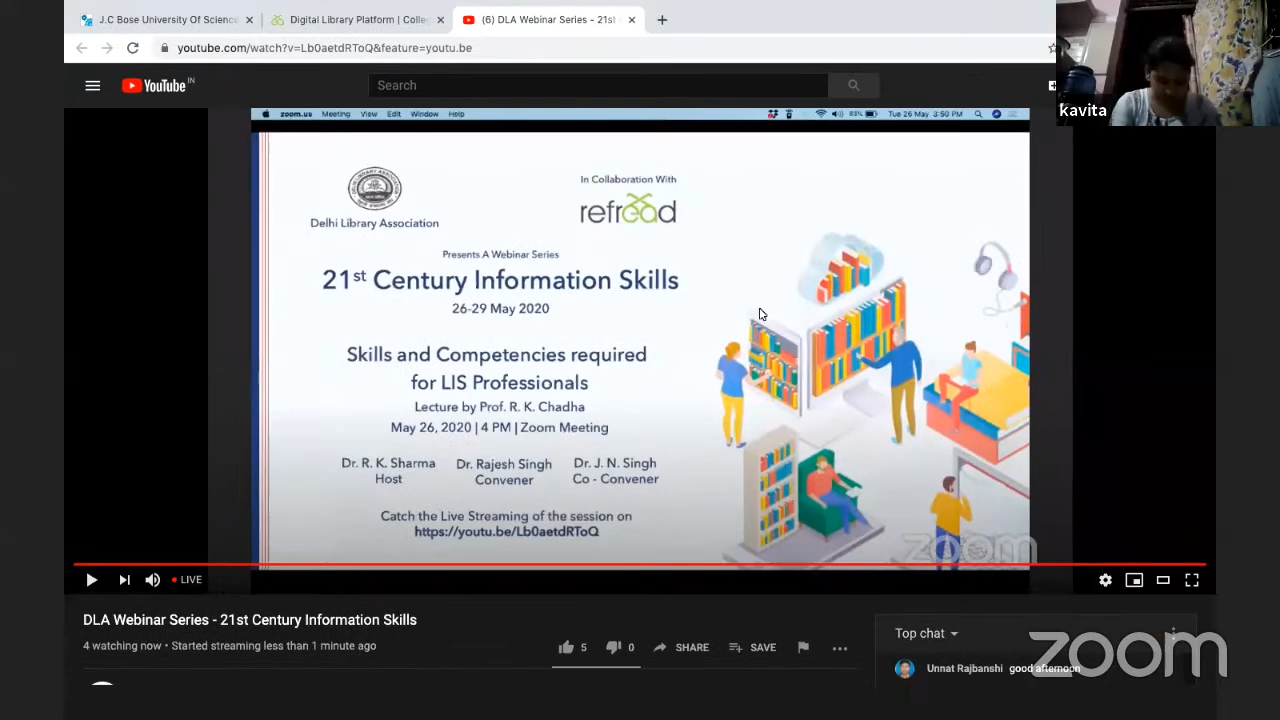 J.C Bose University Of Science
Digital Library Platform | Colle
(6) DLA Webinar Series - 21st
youtube.com/watch?v=Lb0aetdRToQ&feature=youtu.be
YouTube IN
Search
kavita
zoom.us Meeting View Edit Window Help
83% Tue 26 May 3:50 PM
Delhi Library Association
In Collaboration With
refread
Presents A Webinar Series
21st Century Information Skills
26-29 May 2020
Skills and Competencies required
for LIS Professionals
Lecture by Prof. R. K. Chadha
May 26, 2020 | 4 PM | Zoom Meeting
Dr. R. K. Sharma
Host
Dr. Rajesh Singh
Convener
Dr. J. N. Singh
Co - Convener
Catch the Live Streaming of the session on
https://youtu.be/Lb0aetdRToQ
zoom
LIVE
DLA Webinar Series - 21st Century Information Skills
4 watching now • Started streaming less than 1 minute ago
5 0 SHARE SAVE
Top chat
Unnat Rajbanshi good afternoon
zoom